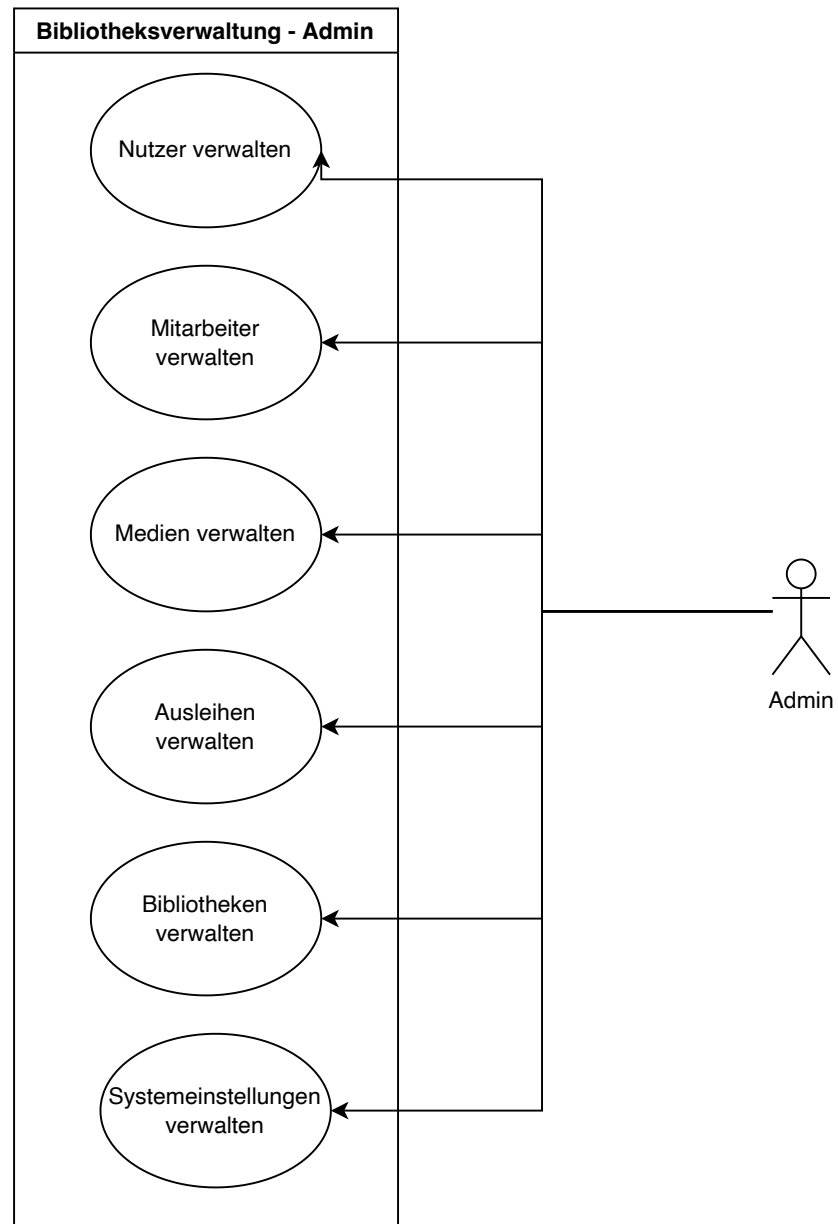 Bibliotheksverwaltung - Admin
Nutzer verwalten
Mitarbeiter
verwalten
Medien verwalten
Ausleihen
verwalten
Admin
Bibliotheken
verwalten
Systemeinstellungen
verwalten